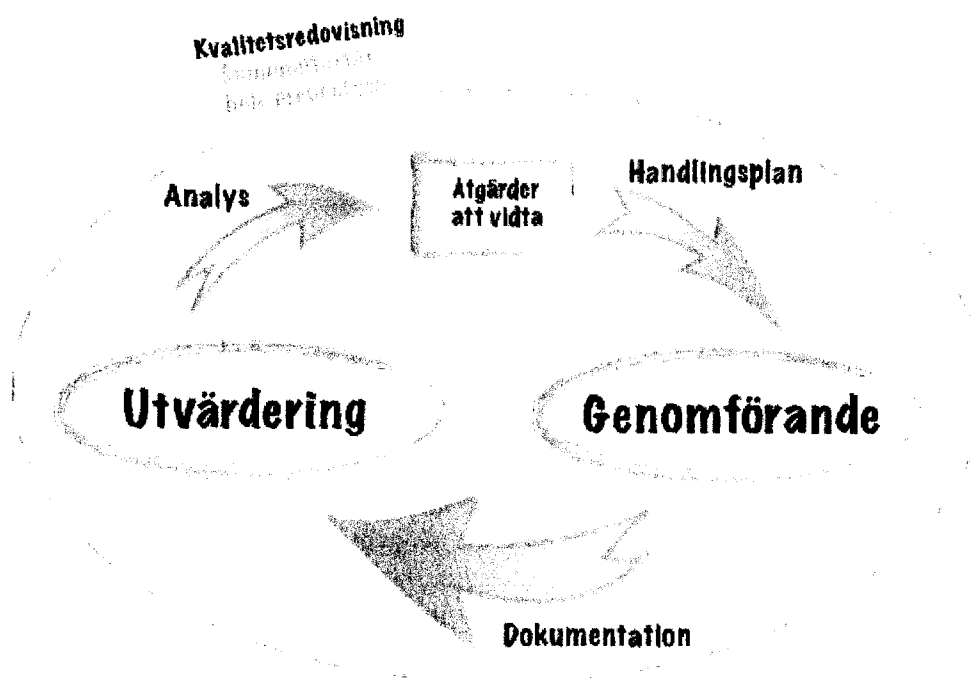 Kvalitetsredovisning
Analys
Åtgärder
att vidta
Handlingsplan
Utvärdering
Genomförande
Dokumentation